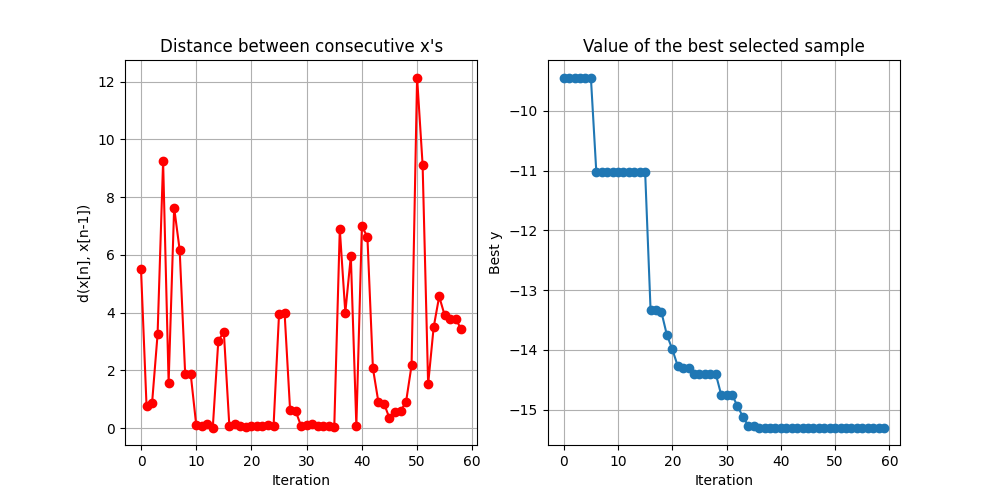 Distance between consecutive x's
Value of the best selected sample
d(x[n], x[n-1])
12
10
8
6
4
2
0
0 10 20 30 40 50 60
Iteration
Best y
−10
−11
−12
−13
−14
−15
0 10 20 30 40 50 60
Iteration